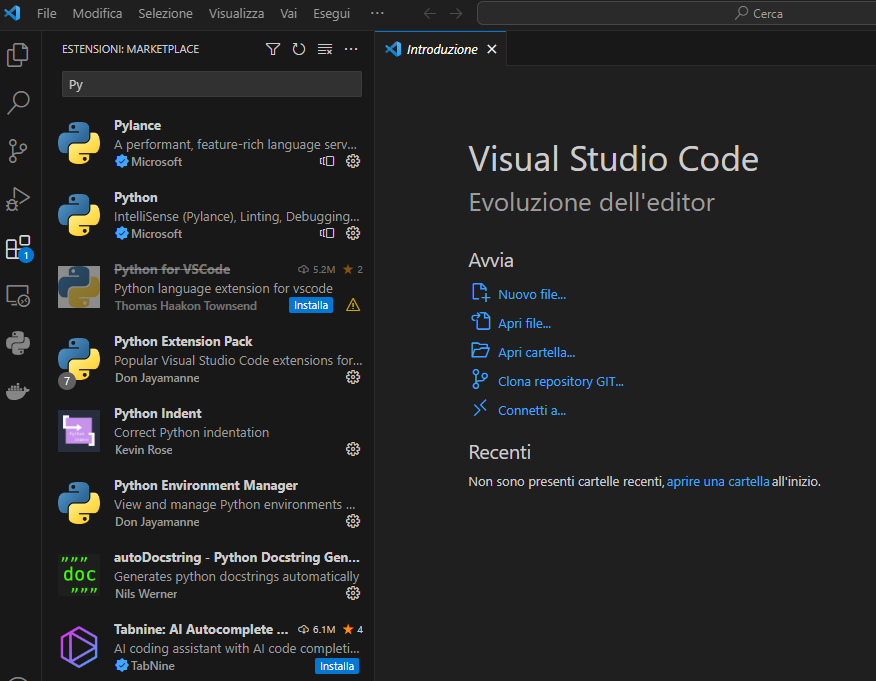 File Modifica Selezione Visualizza Vai Esegui ···
Cerca
ESTENSIONI: MARKETPLACE
Py
Pylance
A performant, feature-rich language serv...
Microsoft
Python
IntelliSense (Pylance), Linting, Debugging...
Microsoft
Python for VSCode 5.2M 2
Python language extension for vscode
Thomas Haakon Townsend Installa
Python Extension Pack
Popular Visual Studio Code extensions for...
7 Don Jayamanne
Python Indent
Correct Python indentation
Kevin Rose
Python Environment Manager
View and manage Python environments ...
Don Jayamanne
autoDocstring - Python Docstring Gen...
""" doc """
Generates python docstrings automatically
Nils Werner
Tabnine: AI Autocomplete ... 6.1M 4
AI coding assistant with AI code completi...
TabNine Installa
1
Introduzione
Visual Studio Code
Evoluzione dell'editor
Avvia
Nuovo file...
Apri file...
Apri cartella...
Clona repository GIT...
Connetti a...
Recenti
Non sono presenti cartelle recenti, aprire una cartella all'inizio.